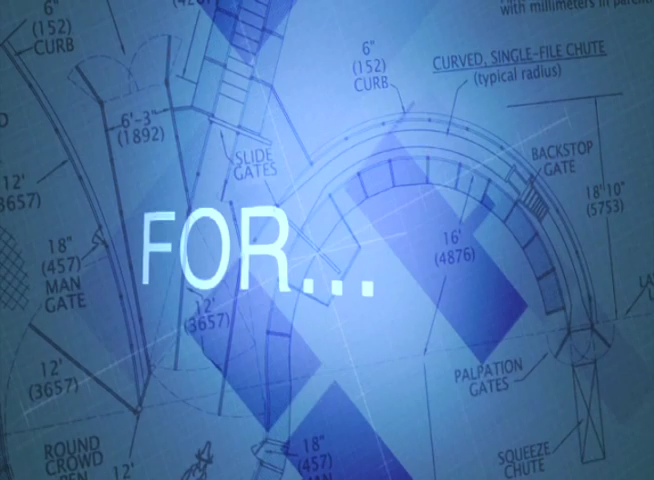 6"
(152)
CURB
with millimeters in
6"
(152)
CURB
CURVED, SINGLE-FILE CHUTE
(typical radius)
6'-3"
(1892)
SLIDE
GATES
BACKSTOP
GATE
12'
(3657)
18'-10"
(5753)
18"
(457)
MAN
GATE
16'
(4876)
FOR...
12'
(3657)
12'
(3657)
PALPATION
GATES
ROUND
CROWD
PEN
12'
18"
(457)
SQUEEZE
CHUTE